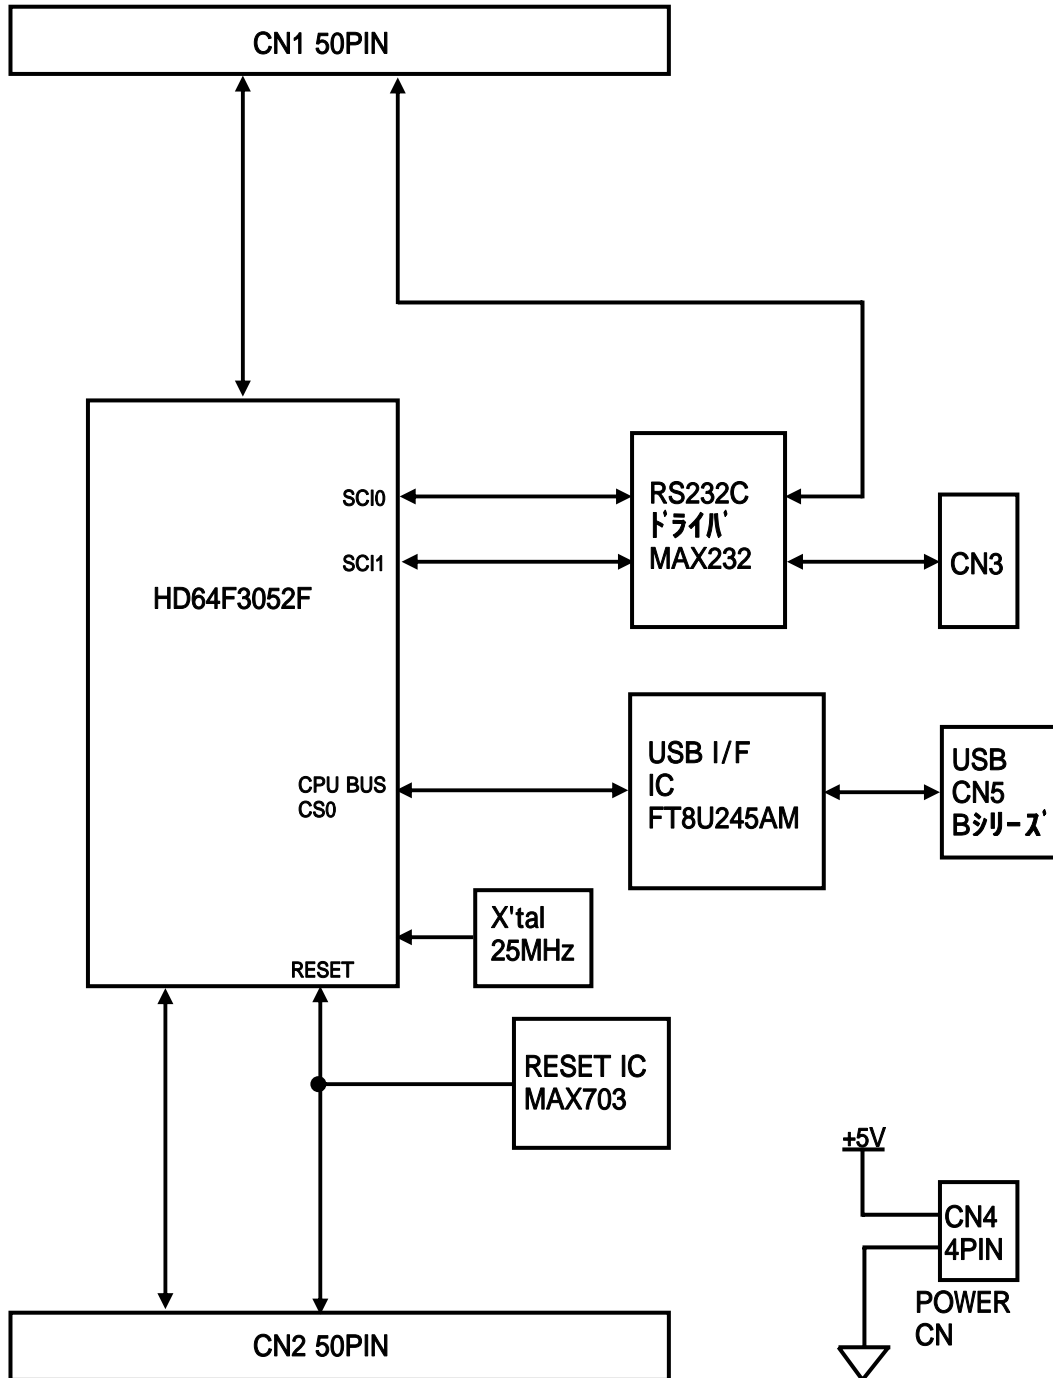 CN1 50PIN
SCI0
SCI1
HD64F3052F
RS232C
ﾄﾞﾗｲﾊﾞ
MAX232
CN3
CPU BUS
CS0
USB I/F
IC
FT8U245AM
USB
CN5
Bｼﾘｰｽﾞ
X'tal
25MHz
RESET
RESET IC
MAX703
+5V
CN4
4PIN
POWER
CN
CN2 50PIN